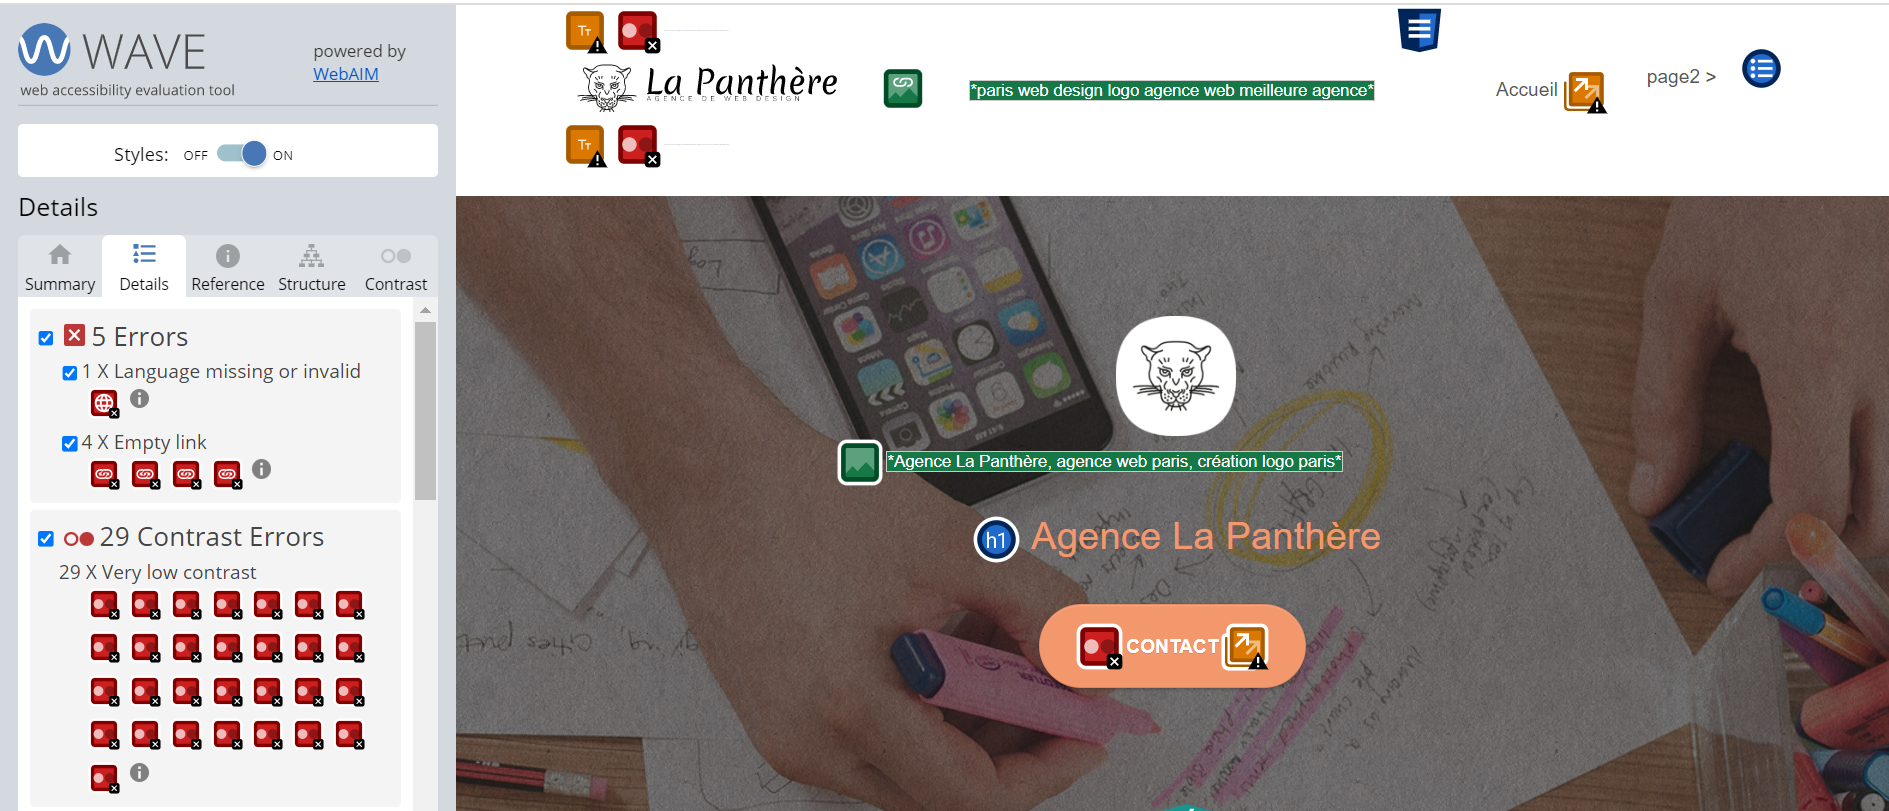 WAVE
powered by
WebAIM
web accessibility evaluation tool
Styles: OFF ON
Details
Summary Details Reference Structure Contrast
5 Errors
1 X Language missing or invalid
4 X Empty link
29 Contrast Errors
29 X Very low contrast
La Panthère
AGENCE DE WEB DESIGN
*paris web design logo agence web meilleure agence*
Accueil
page2 >
*Agence La Panthère, agence web paris, création logo paris*
h1 Agence La Panthère
CONTACT